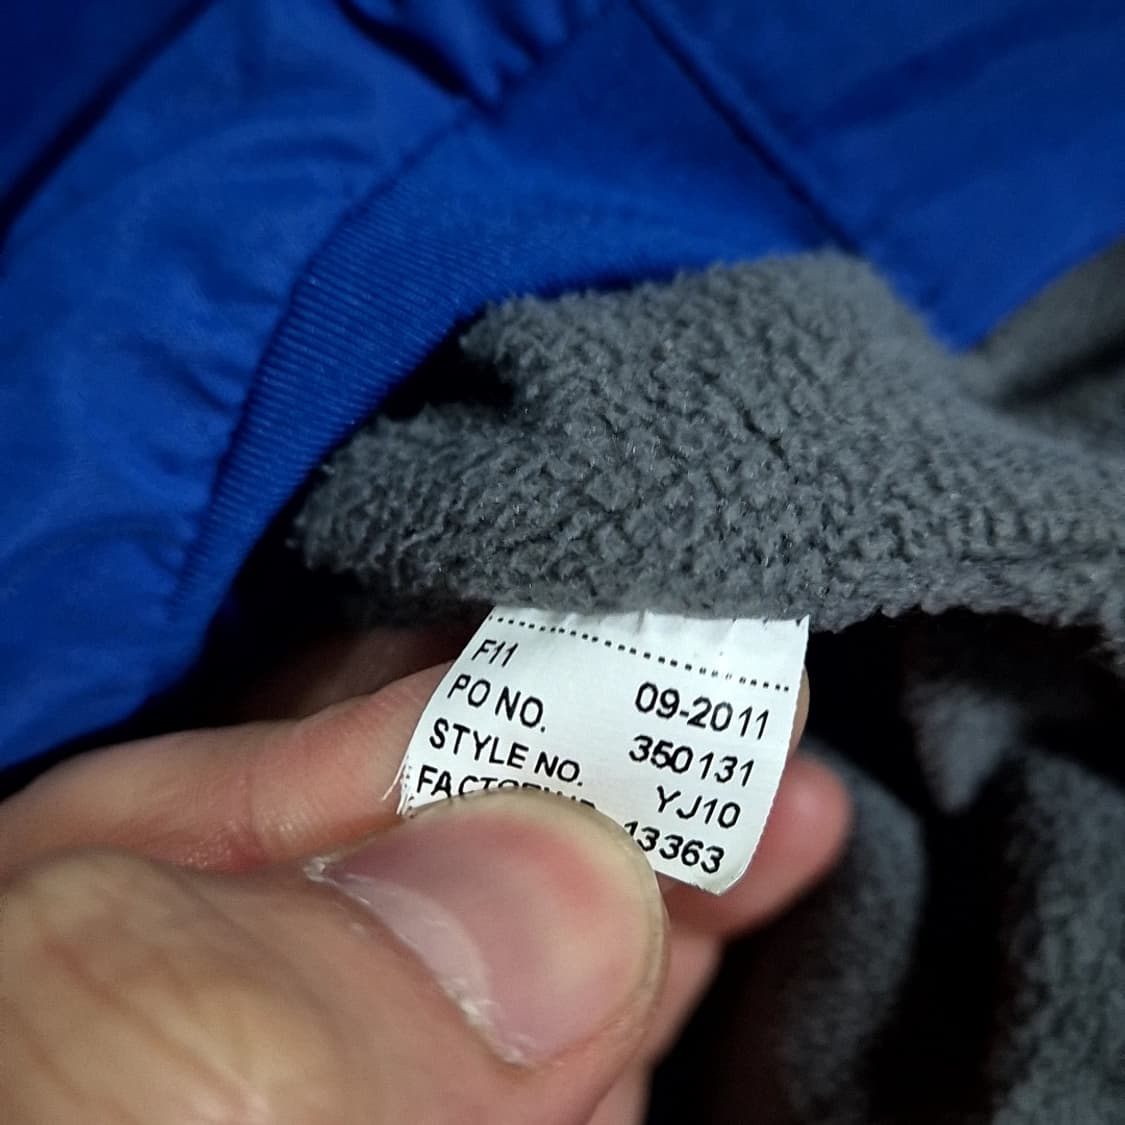 F11 09-2011
PO NO. 350131
STYLE NO. YJ10
13363